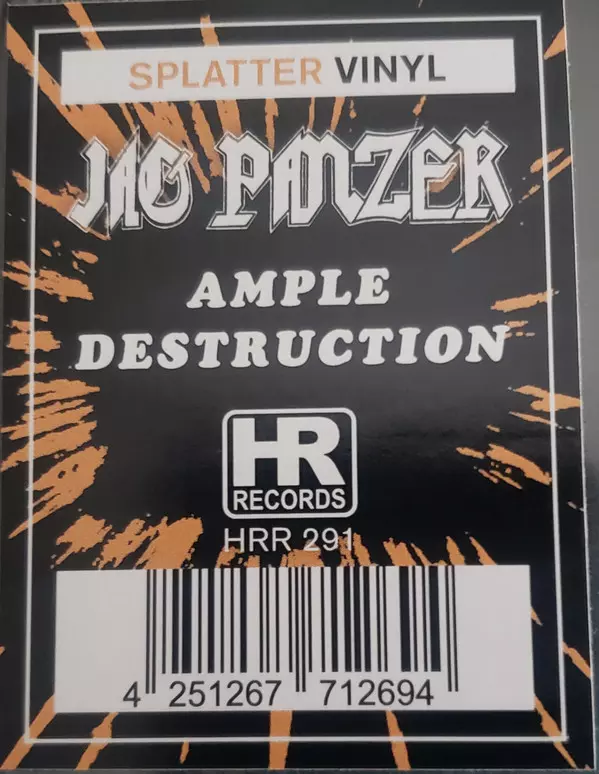 SPLATTER VINYL
JAG PANZER
AMPLE
DESTRUCTION
HR
RECORDS
HRR 291
4 251267 712694